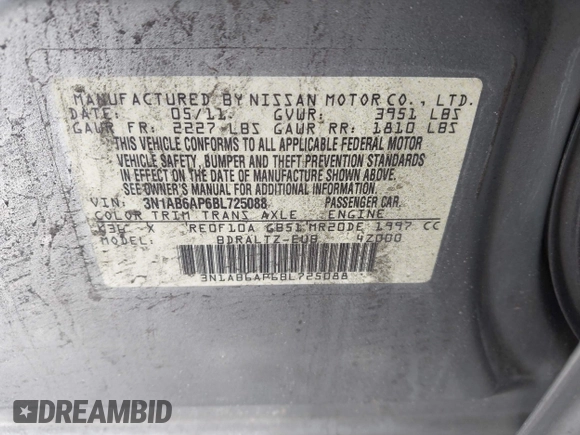 MANUFACTURED BY NISSAN MOTOR CO., LTD.
DATE: 05/11 GVWR: 3951 LBS
GAWR FR: 2227 LBS GAWR RR: 1810 LBS
THIS VEHICLE CONFORMS TO ALL APPLICABLE FEDERAL MOTOR
VEHICLE SAFETY, BUMPER AND THEFT PREVENTION STANDARDS
IN EFFECT ON THE DATE OF MANUFACTURE SHOWN ABOVE
SEE OWNER'S MANUAL FOR ADDITIONAL INFORMATION.
VIN: 3N1AB6AP6BL725088 PASSENGER CAR
COLOR TRIM TRANS AXLE ENGINE
X RE0F10A GB51 MR20DE 1997 CC
MODEL: BDRALTZ-EUB 42000
3N1AB6AP6BL725088
DREAMBID